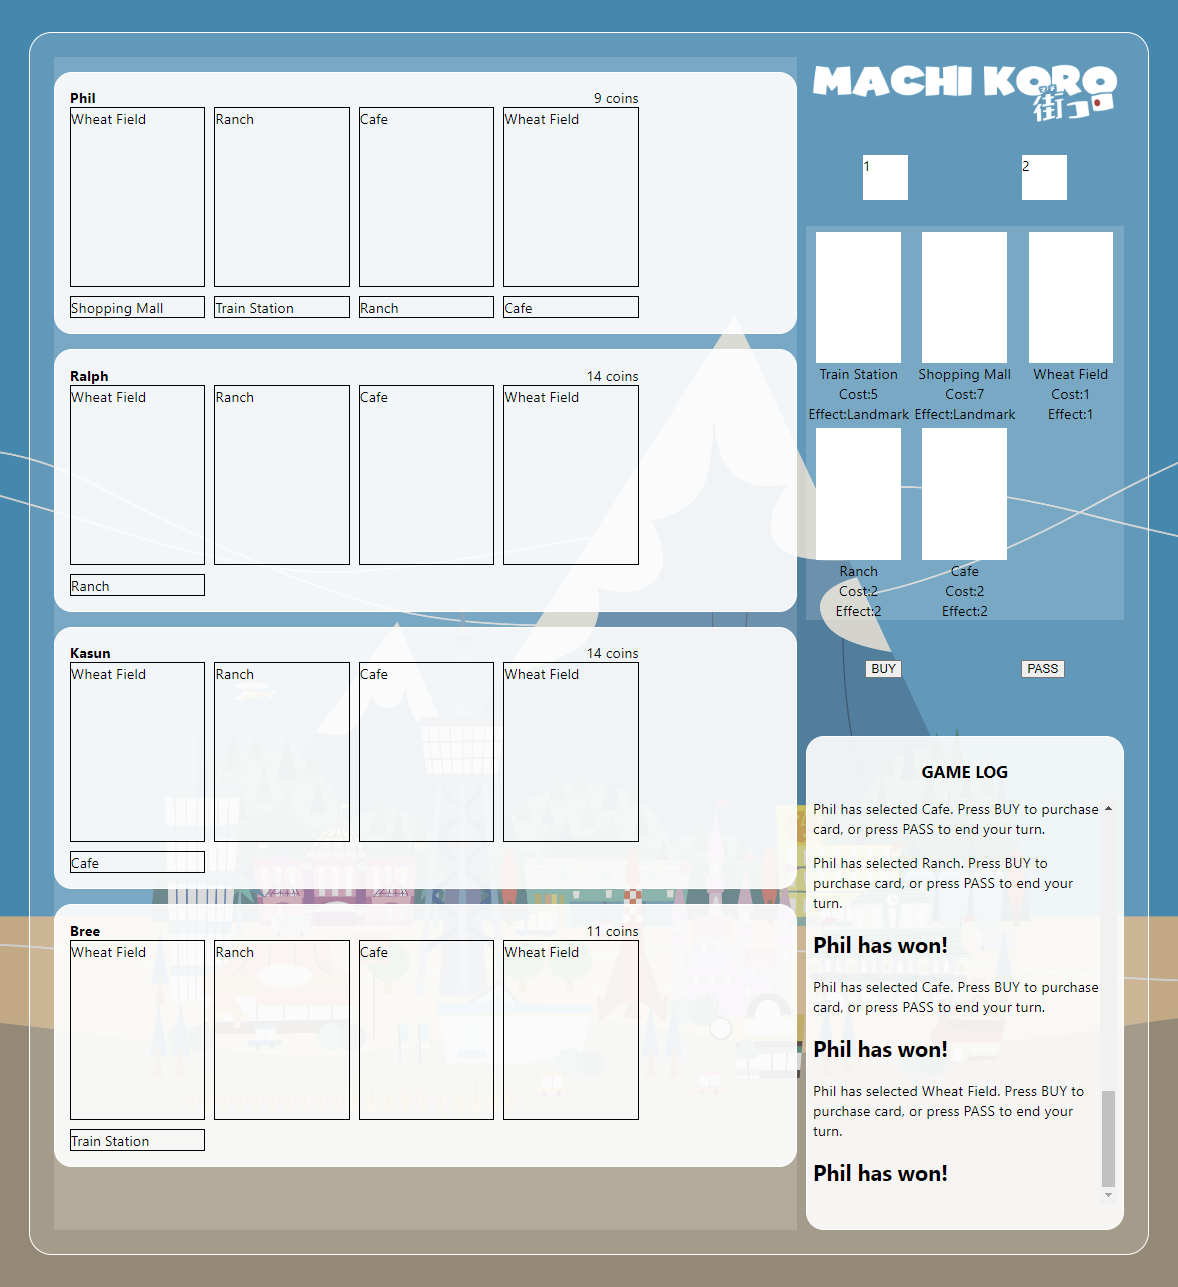 MACHI KORO
街コロ
Phil 9 coins
Wheat Field Ranch Cafe Wheat Field
Shopping Mall Train Station Ranch Cafe
Ralph 14 coins
Wheat Field Ranch Cafe Wheat Field
Ranch
Kasun 14 coins
Wheat Field Ranch Cafe Wheat Field
Cafe
Bree 11 coins
Wheat Field Ranch Cafe Wheat Field
Train Station
1 2
Train Station Shopping Mall Wheat Field
Cost:5 Cost:7 Cost:1
Effect:Landmark Effect:Landmark Effect:1
Ranch Cafe
Cost:2 Cost:2
Effect:2 Effect:2
BUY PASS
GAME LOG
Phil has selected Cafe. Press BUY to purchase
card, or press PASS to end your turn.
Phil has selected Ranch. Press BUY to
purchase card, or press PASS to end your
turn.
Phil has won!
Phil has selected Cafe. Press BUY to purchase
card, or press PASS to end your turn.
Phil has won!
Phil has selected Wheat Field. Press BUY to
purchase card, or press PASS to end your
turn.
Phil has won!